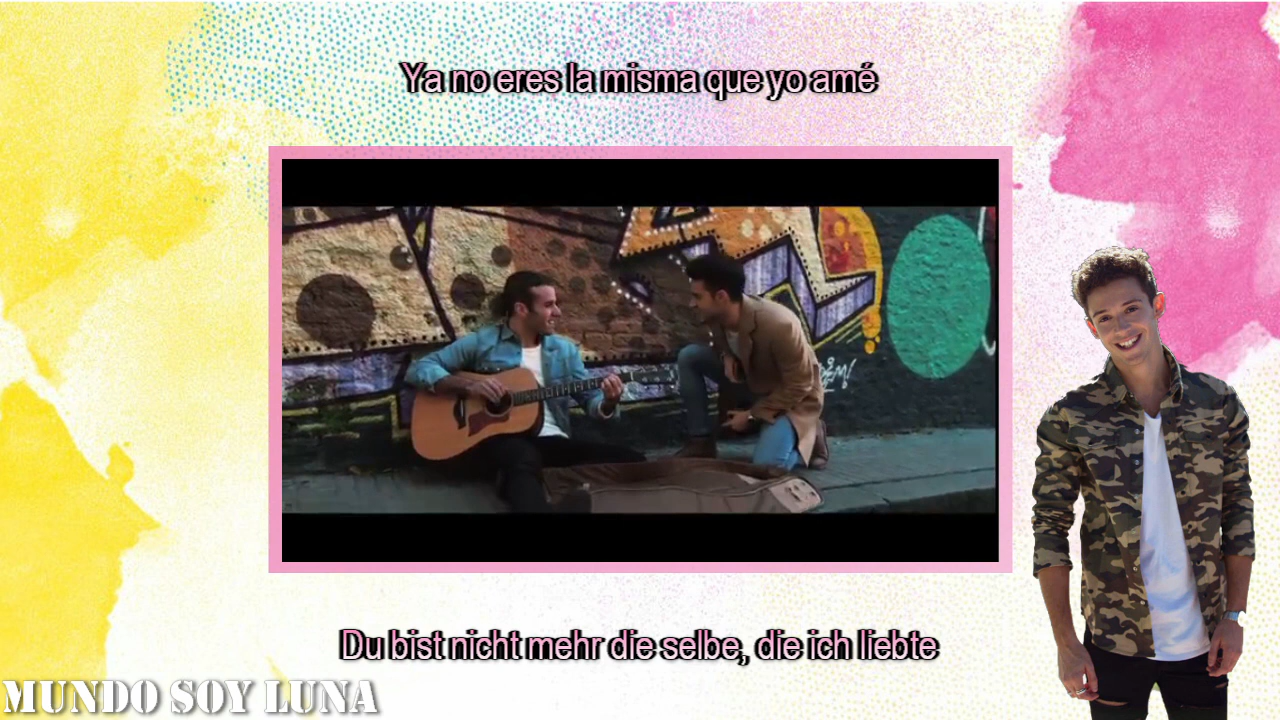 Ya no eres la misma que yo amé
Du bist nicht mehr die selbe, die ich liebte
MUNDO SOY LUNA